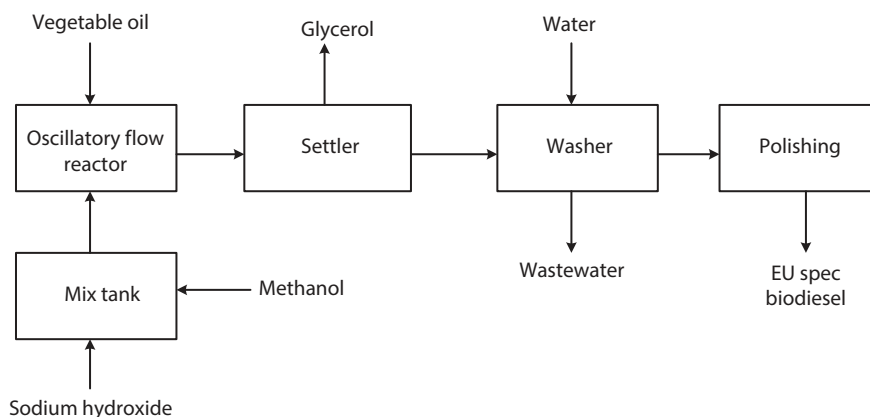 Vegetable oil
Glycerol
Water
Oscillatory flow
reactor
Settler
Washer
Polishing
Mix tank
Methanol
Wastewater
EU spec
biodiesel
Sodium hydroxide